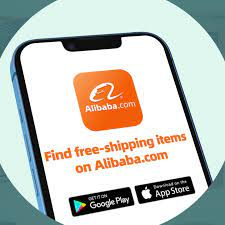 Alibaba.com
Find free-shipping items
on Alibaba.com
GET IT ON
Google Play
Download on the
App Store